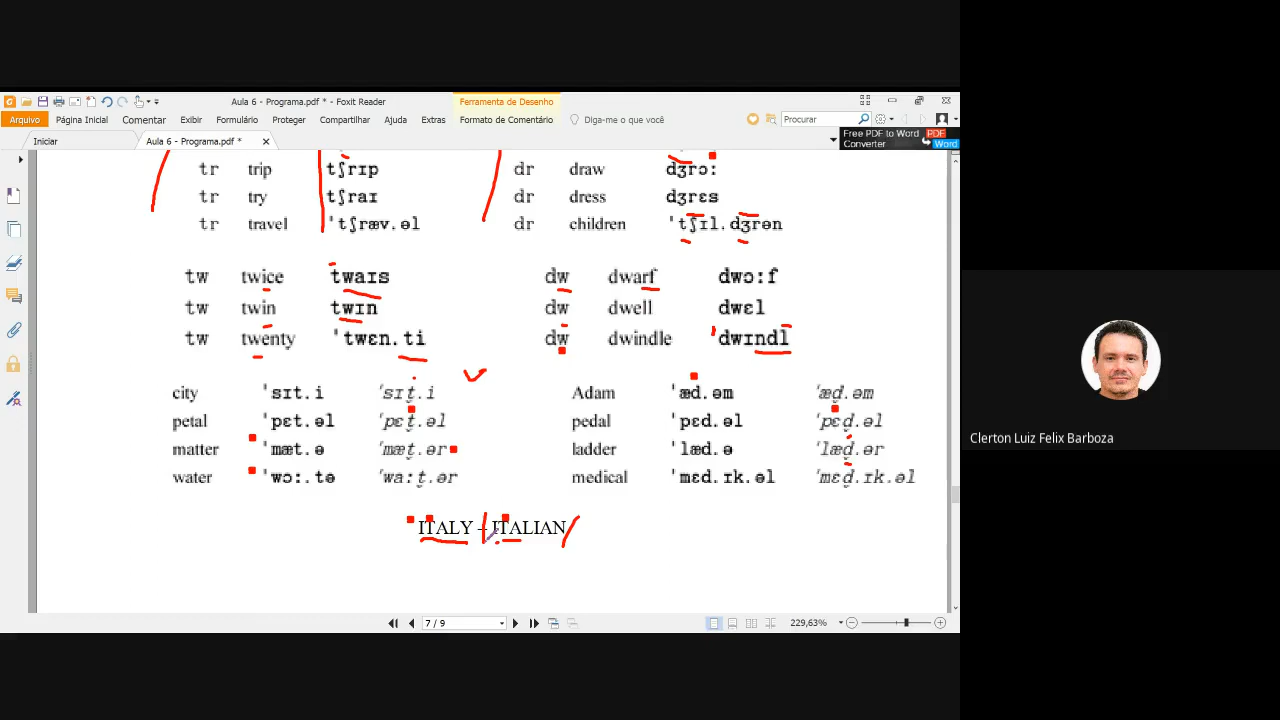 Aula 6 - Programa.pdf * - Foxit Reader
Ferramenta de Desenho
Arquivo Página Inicial Comentar Exibir Formulário Proteger Compartilhar Ajuda Extras Formato de Comentário Diga-me o que você Procurar
Iniciar Aula 6 - Programa.pdf *
Free PDF to Word Converter PDF Word
tr trip tʃrɪp dr draw dʒrɔː
tr try tʃraɪ dr dress dʒrɛs
tr travel ˈtʃræv.əl dr children ˈtʃɪl.dʒrən
tw twice twaɪs dw dwarf dwɔːf
tw twin twɪn dw dwell dwɛl
tw twenty ˈtwɛn.ti dw dwindle ˈdwɪndl
city ˈsɪt.i ˈsɪt̬.i Adam ˈæd.əm ˈæd̬.əm
petal ˈpɛt.əl ˈpɛt̬.əl pedal ˈpɛd.əl ˈpɛd̬.əl
matter ˈmæt.ə ˈmæt̬.ər ladder ˈlæd.ə ˈlæd̬.ər
water ˈwɔː.tə ˈwaːt̬.ər medical ˈmɛd.ɪk.əl ˈmɛd̬.ɪk.əl
ITALY – ITALIAN
7 / 9
229,63%
Clerton Luiz Felix Barboza